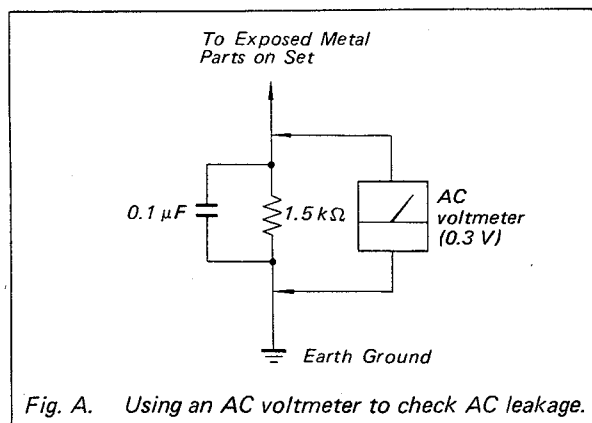 To Exposed Metal
Parts on Set
0.1 μF
1.5 kΩ
AC
voltmeter
(0.3 V)
Earth Ground
Fig. A. Using an AC voltmeter to check AC leakage.